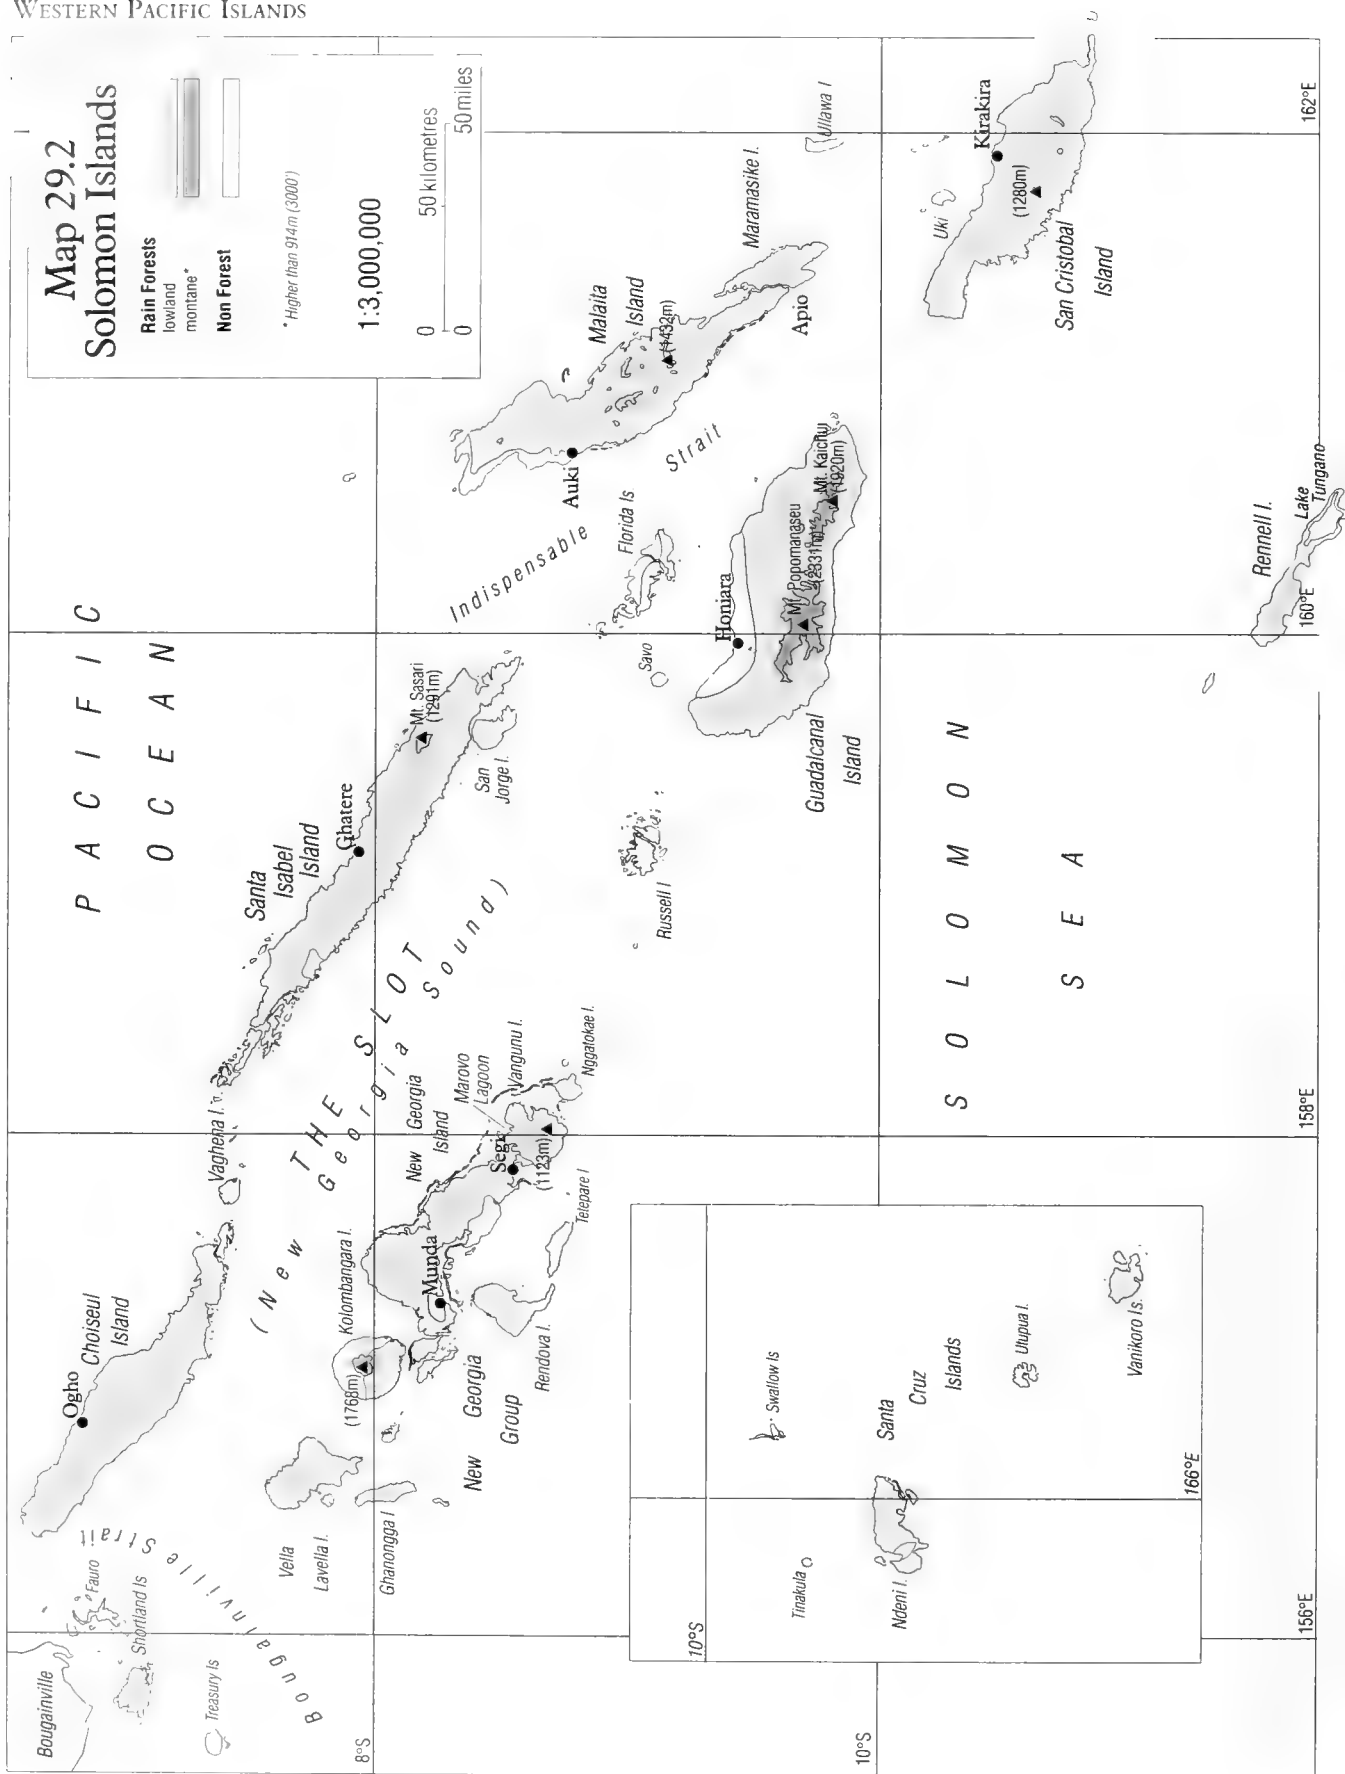 WESTERN PACIFIC ISLANDS
Map 29.2
Solomon Islands
Rain Forests
lowland
montane*
Non Forest
* Higher than 914m (3000')
1:3,000,000
0 50 kilometres
0 50 miles
PACIFIC
OCEAN
Bougainville
Fauro
Shortland Is
Treasury Is
Bougainville Strait
Ogho
Choiseul
Island
Vaghena I.
Santa
Isabel
Island
Ghatere
Mt. Sasari
(1291m)
San
Jorge I.
THE SLOT
(New Georgia Sound)
Vella
Lavella I.
Ghanongga I
Kolombangara I.
(1768m)
New
Georgia
Group
Munda
New
Georgia
Island
Rendova I.
Telepare I
Segi
(1123m)
Marovo
Lagoon
Vangunu I.
Nggatokae I.
Russell I
Savo
Florida Is
Indispensable
Strait
Auki
Malaita
Island
(1432m)
Apio
Maramasike I.
Ullawa I
Honiara
Guadalcanal
Island
Mt. Popomanaseu
(2331m)
Mt. Kaichui
(1920m)
Uki
Kirakira
(1280m)
San Cristobal
Island
Rennell I.
Lake
Tungano
SOLOMON
SEA
8°S
10°S
156°E
158°E
160°E
162°E
10°S
166°E
Tinakula
Swallow Is
Ndeni I.
Santa
Cruz
Islands
Utupua I.
Vanikoro Is.